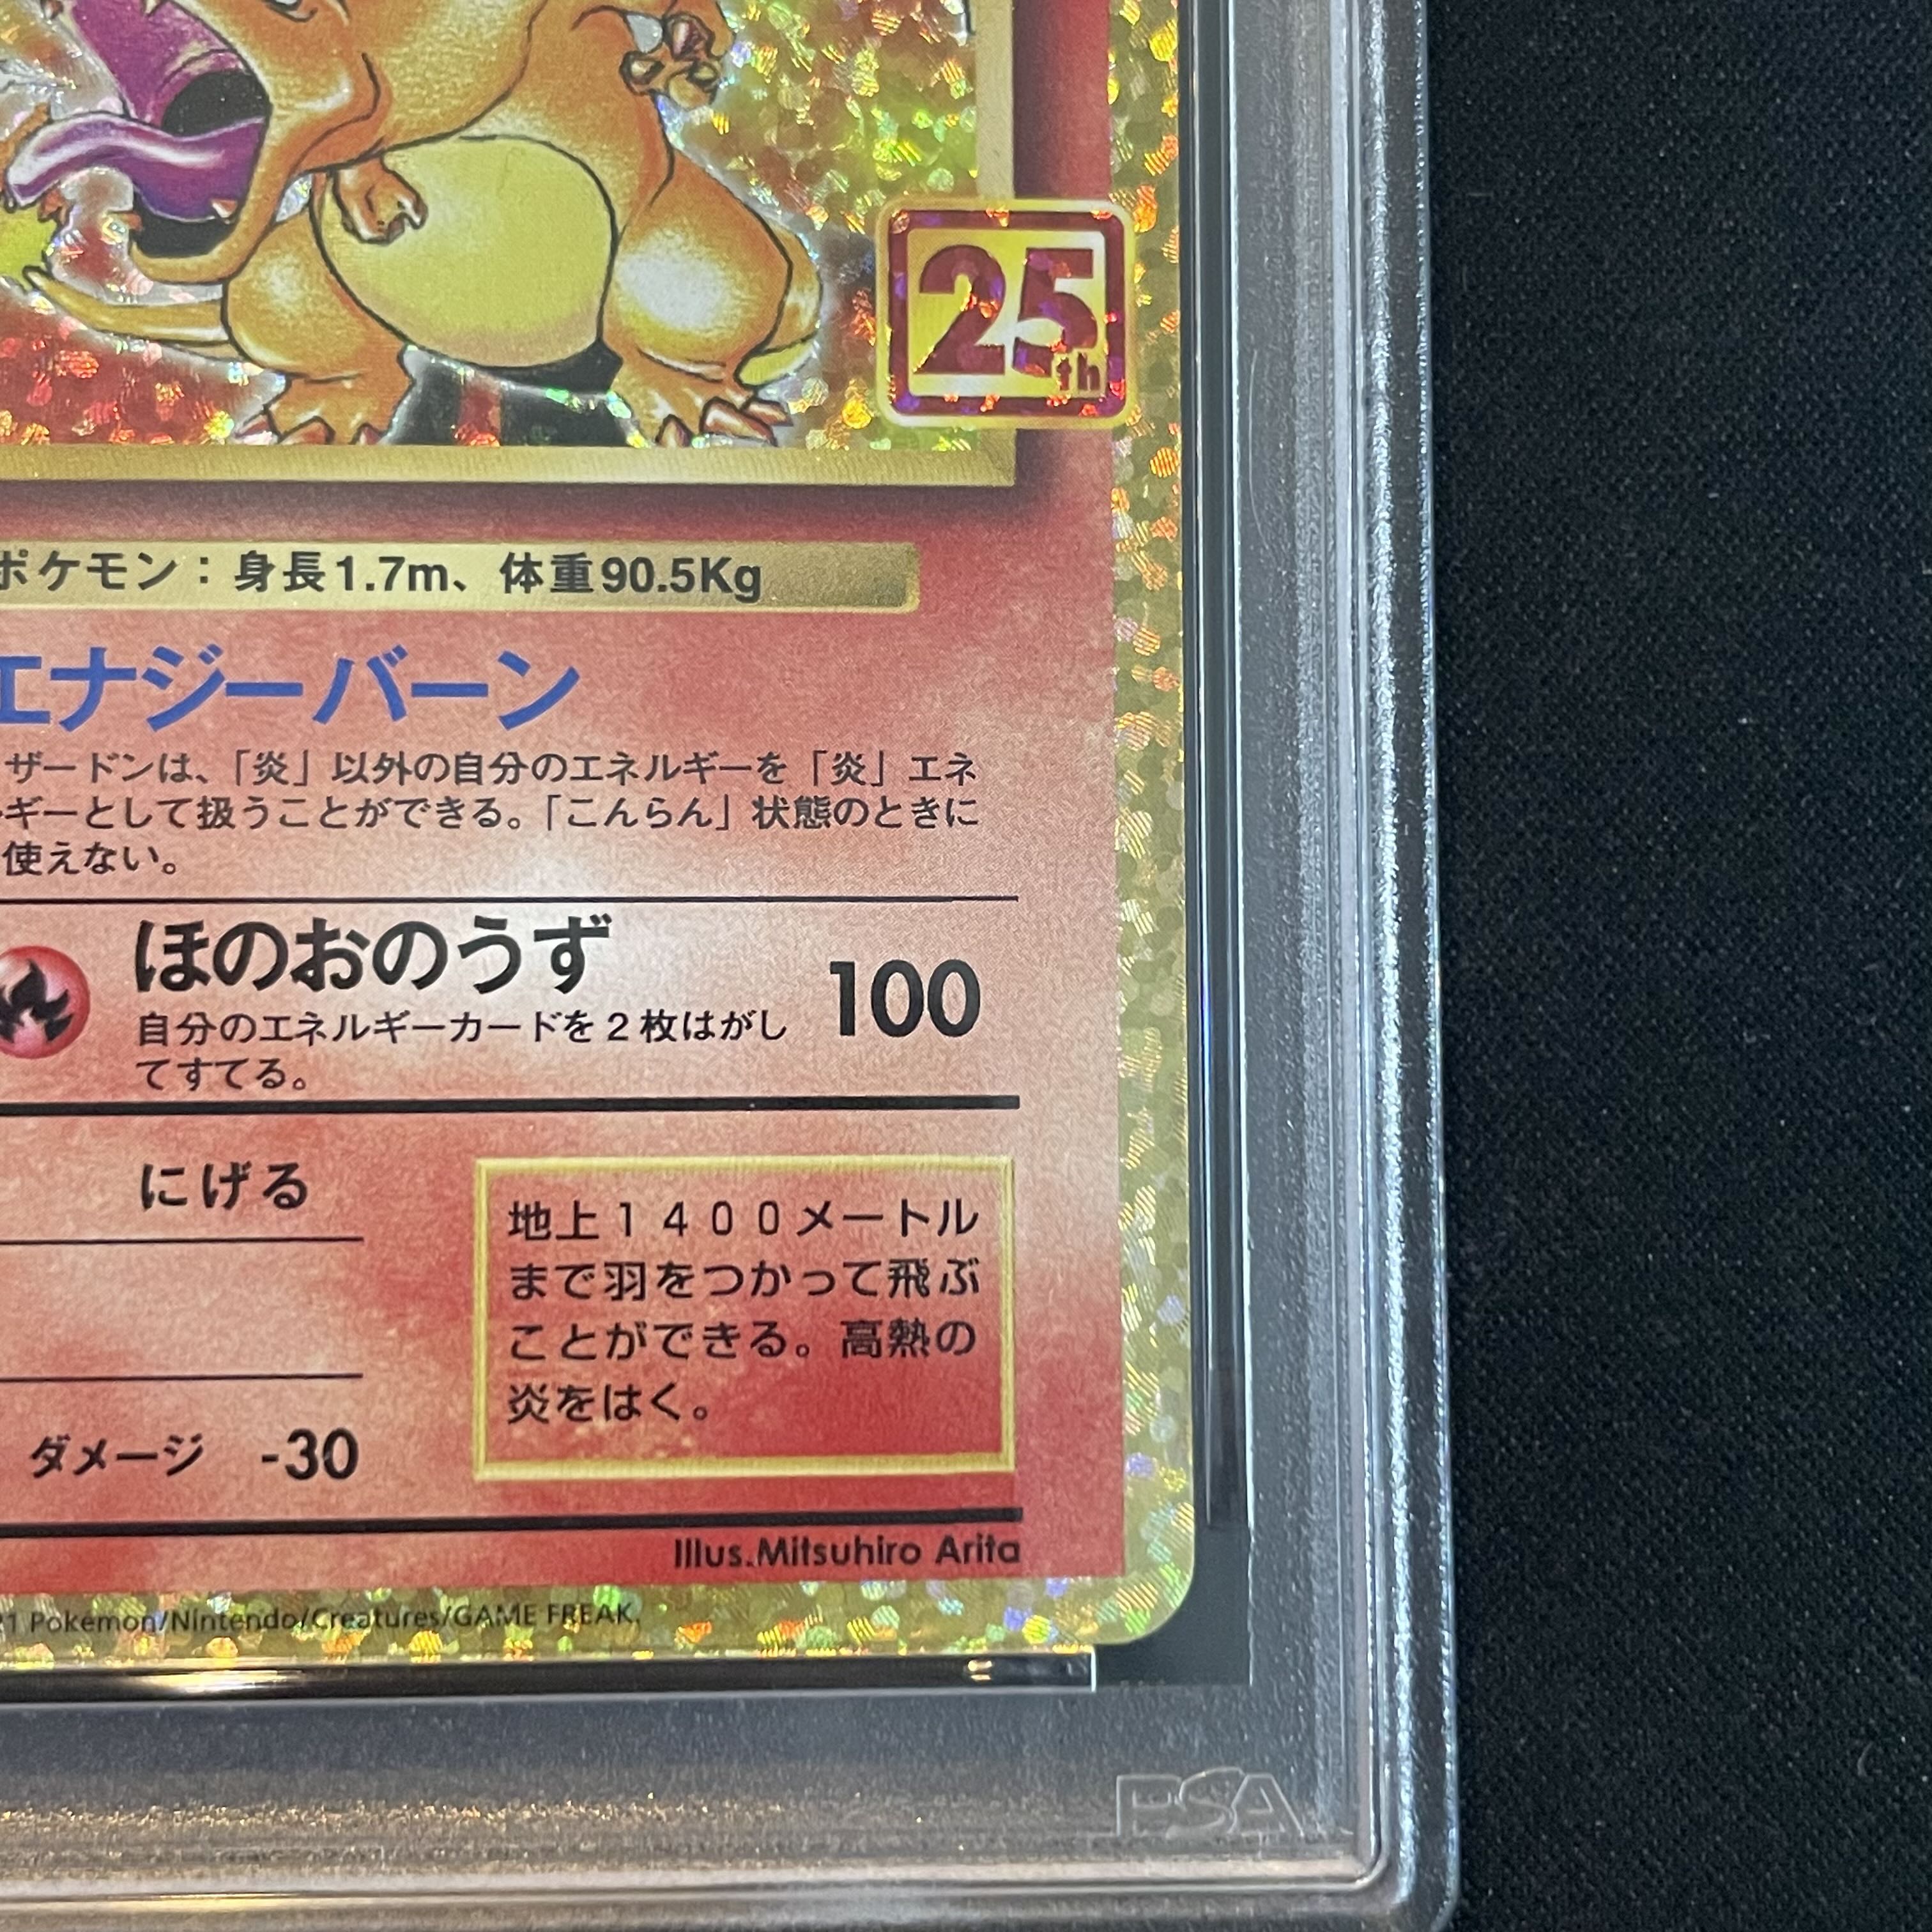 25th
ポケモン：身長1.7m、体重90.5Kg
エナジーバーン
ザードンは、「炎」以外の自分のエネルギーを「炎」エネ
ギーとして扱うことができる。「こんらん」状態のときに
使えない。
ほのおのうず 100
自分のエネルギーカードを2枚はがし
てすてる。
にげる
地上1400メートル
まで羽をつかって飛ぶ
ことができる。高熱の
炎をはく。
ダメージ -30
Illus.Mitsuhiro Arita
1 Pokemon/Nintendo/Creatures/GAME FREAK.
PSA